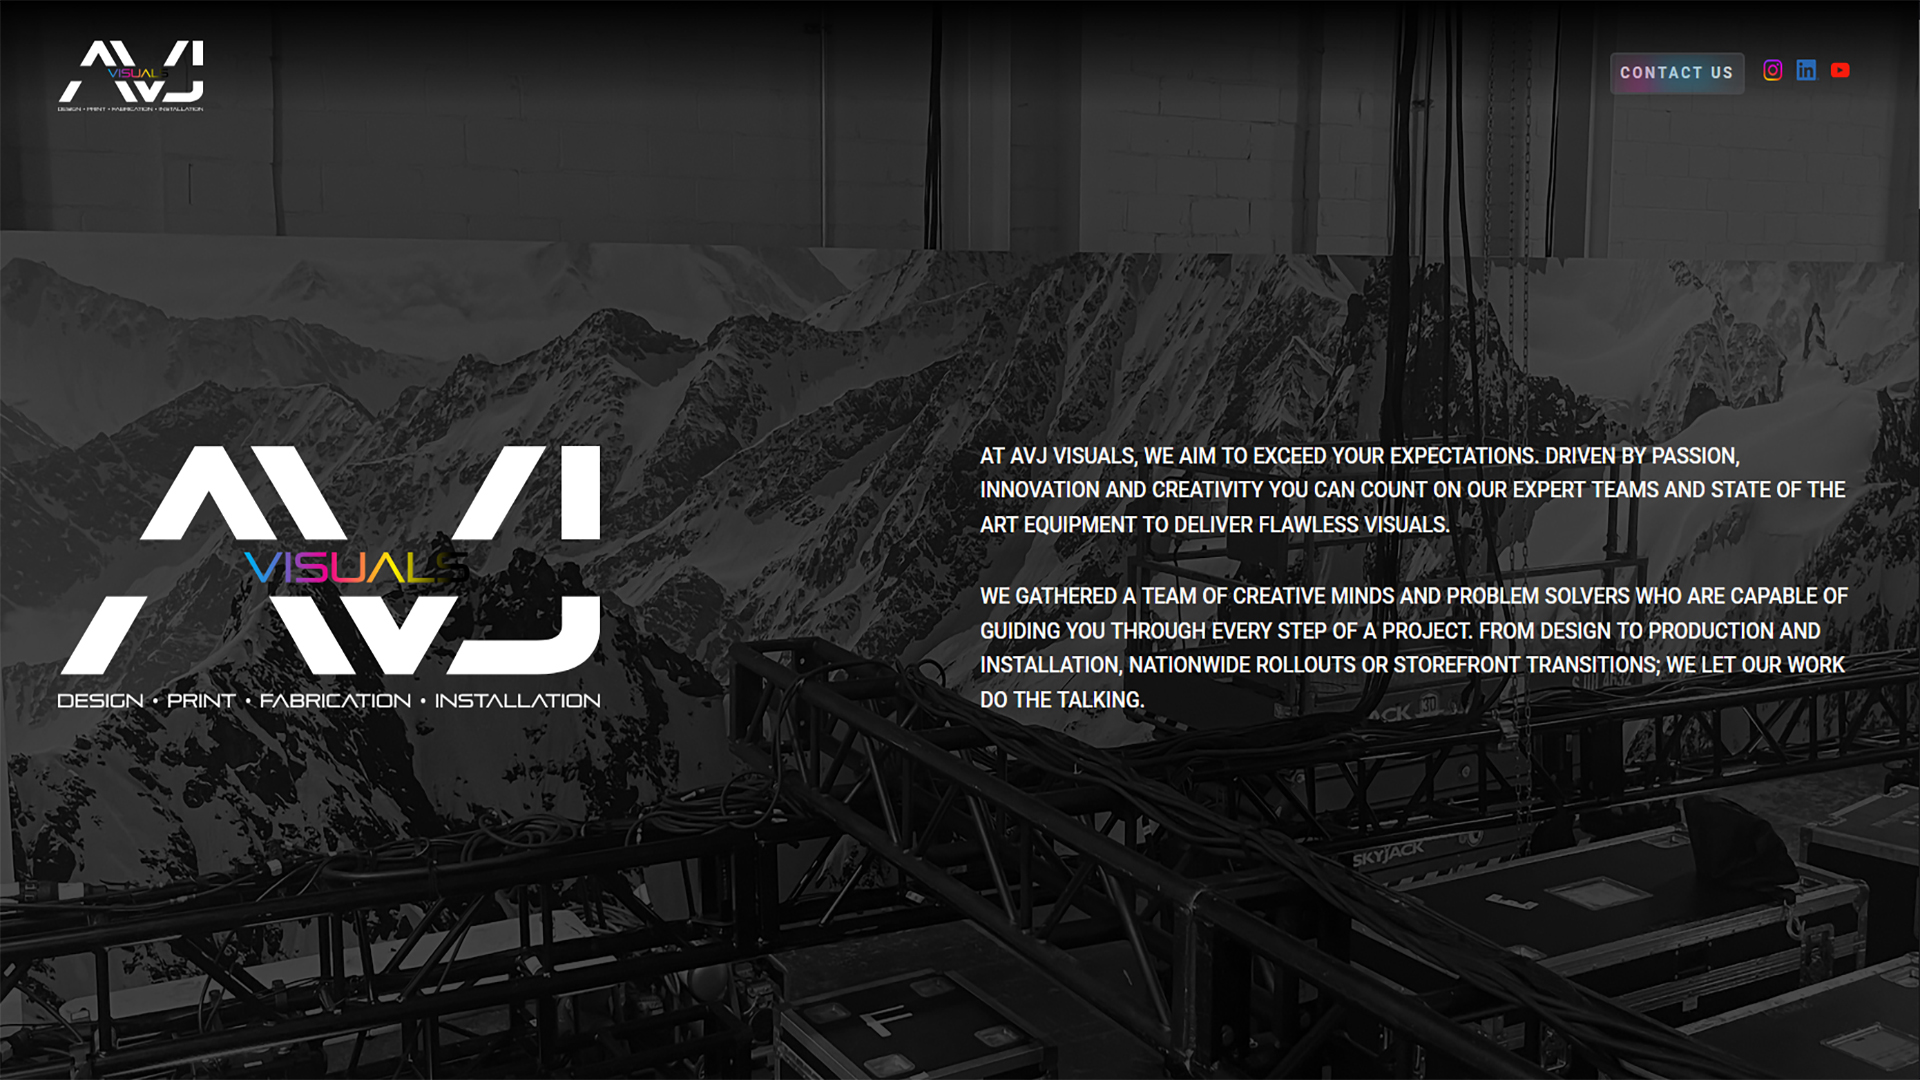 AVJ
VISUALS
DESIGN • PRINT • FABRICATION • INSTALLATION
CONTACT US
AVJ
VISUALS
DESIGN • PRINT • FABRICATION • INSTALLATION
AT AVJ VISUALS, WE AIM TO EXCEED YOUR EXPECTATIONS. DRIVEN BY PASSION,
INNOVATION AND CREATIVITY YOU CAN COUNT ON OUR EXPERT TEAMS AND STATE OF THE
ART EQUIPMENT TO DELIVER FLAWLESS VISUALS.
WE GATHERED A TEAM OF CREATIVE MINDS AND PROBLEM SOLVERS WHO ARE CAPABLE OF
GUIDING YOU THROUGH EVERY STEP OF A PROJECT. FROM DESIGN TO PRODUCTION AND
INSTALLATION, NATIONWIDE ROLLOUTS OR STOREFRONT TRANSITIONS; WE LET OUR WORK
DO THE TALKING.
SKYJACK